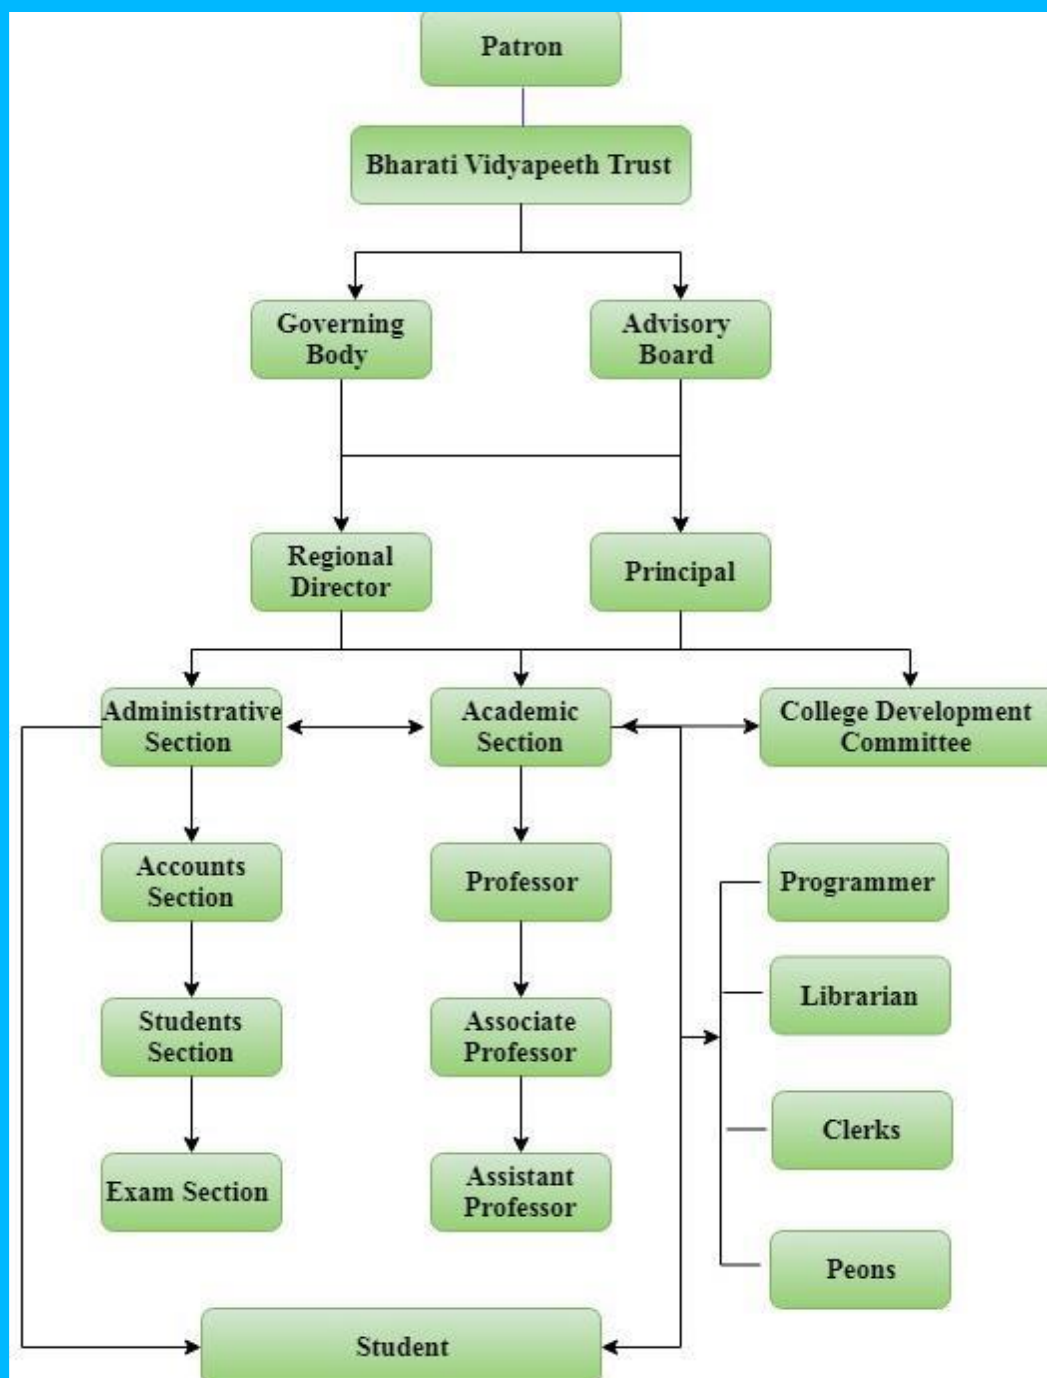 Patron
Bharati Vidyapeeth Trust
Governing
Body
Advisory
Board
Regional
Director
Principal
Administrative
Section
Academic
Section
College Development
Committee
Accounts
Section
Professor
Programmer
Students
Section
Associate
Professor
Librarian
Clerks
Exam Section
Assistant
Professor
Peons
Student